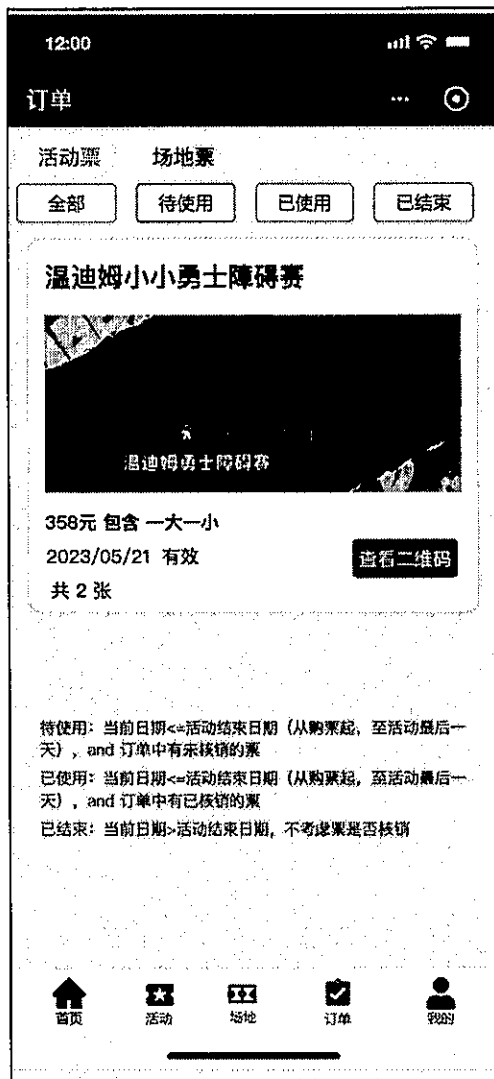 12:00
订单
活动票 场地票
全部 待使用 已使用 已结束
温迪姆小小勇士障碍赛
温迪姆勇士障碍赛
358元 包含 一大一小
2023/05/21 有效
查看二维码
共 2 张
待使用：当前日期<=活动结束日期（从购票起，至活动最后一
天），and 订单中有未核销的票
已使用：当前日期<=活动结束日期（从购票起，至活动最后一
天），and 订单中有已核销的票
已结束：当前日期>活动结束日期，不考虑票是否核销
首页 活动 场地 订单 我的